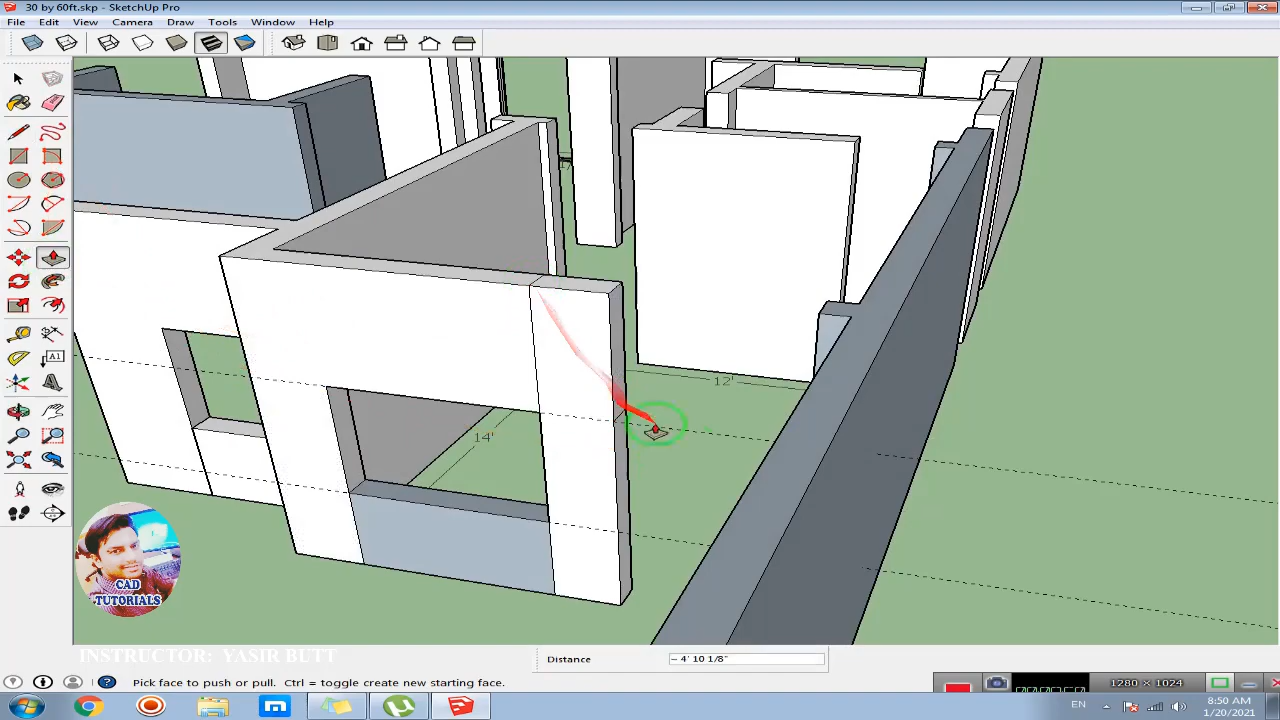 30 by 60ft.skp - SketchUp Pro
File Edit View Camera Draw Tools Window Help
A1
12'
14'
CAD
TUTORIALS
INSTRUCTOR: YASIR BUTT
Distance ~ 4' 10 1/8"
Pick face to push or pull. Ctrl = toggle create new starting face.
1280 × 1024
EN
8:50 AM
1/20/2021